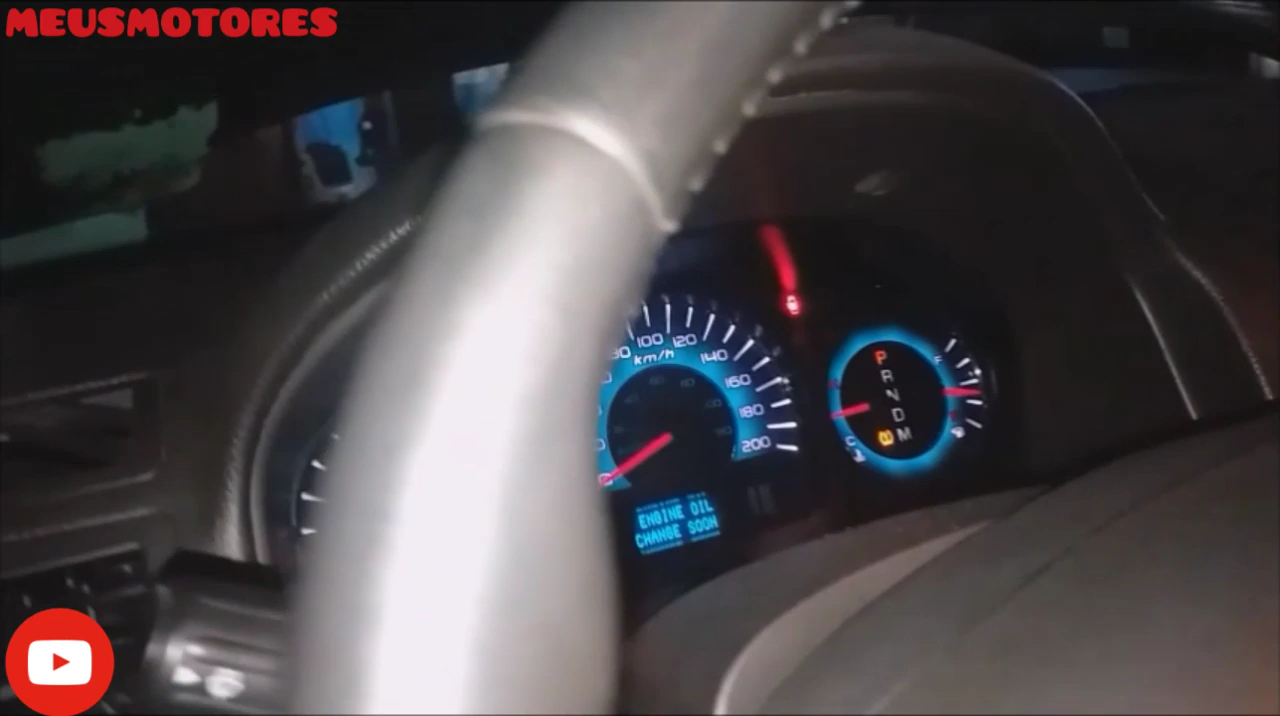 MEUSMOTORES
100
120
km/h
140
160
180
200
P
R
N
D
M
F
C
ENGINE OIL
CHANGE SOON